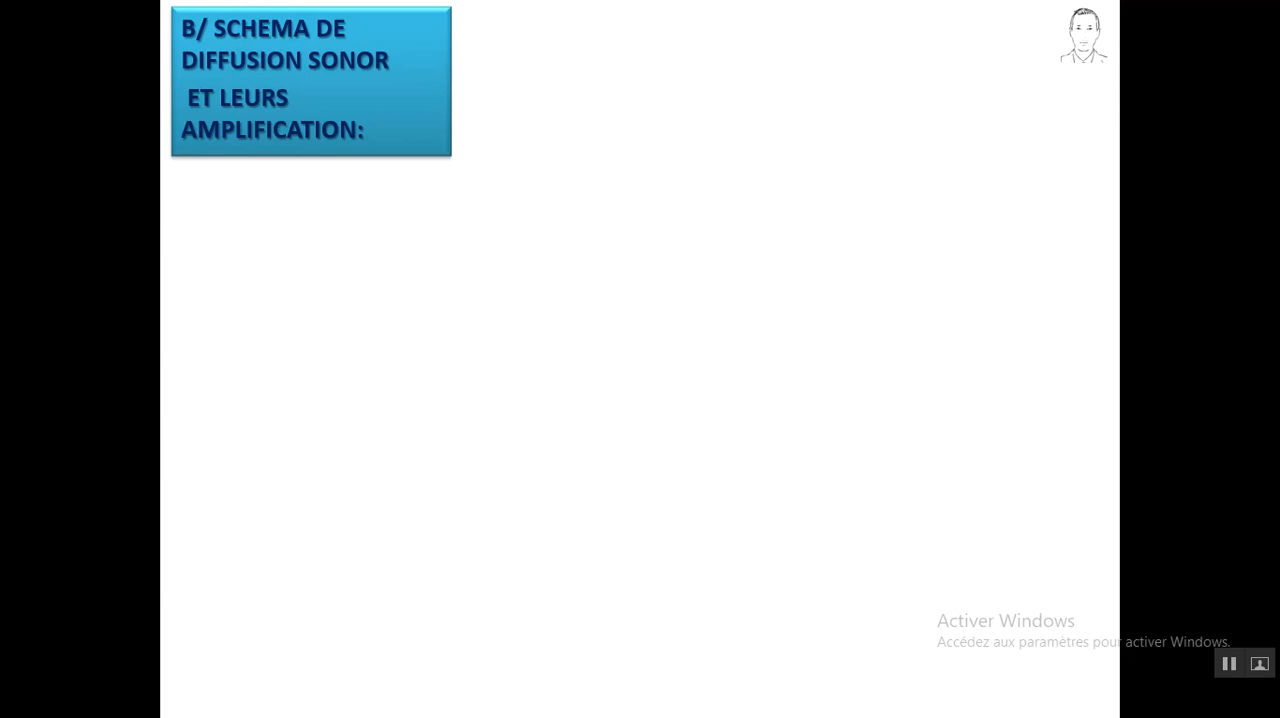 B/ SCHEMA DE
DIFFUSION SONOR
ET LEURS
AMPLIFICATION:
Activer Windows
Accédez aux paramètres pour activer Windows.